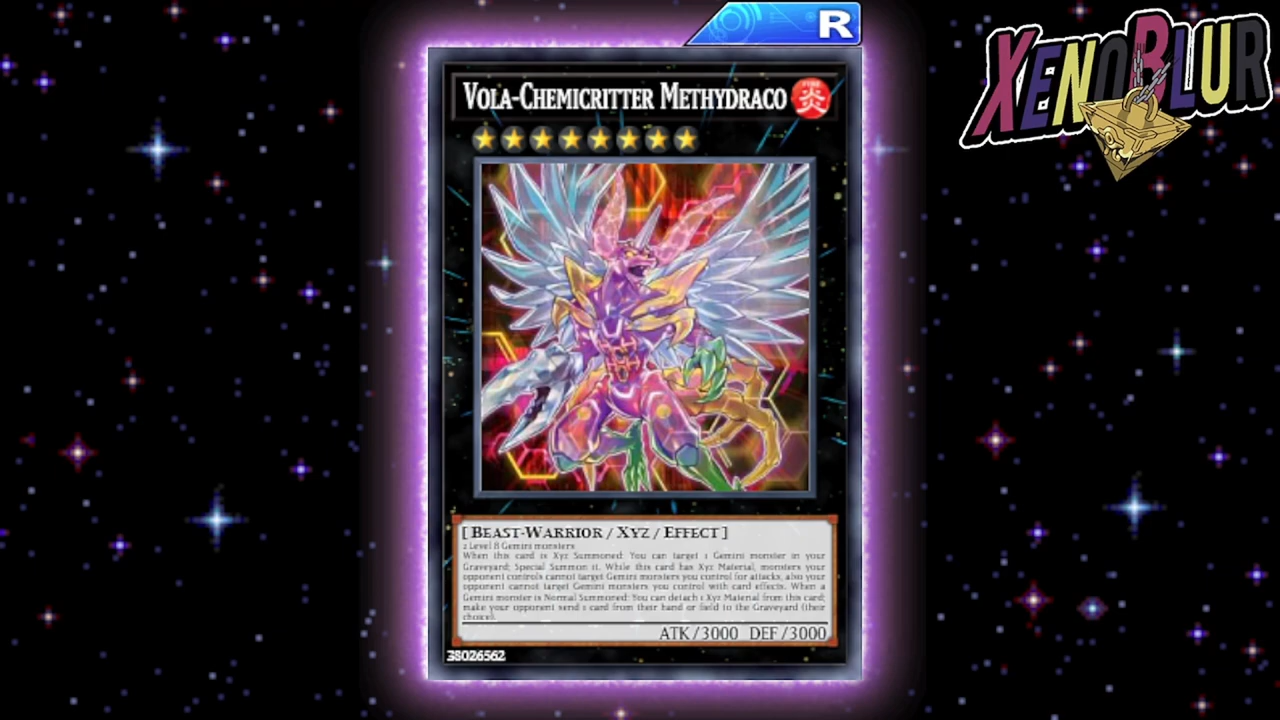 R
XENOBLUR
VOLA-CHEMICRITTER METHYDRACO
炎
[ BEAST-WARRIOR / XYZ / EFFECT ]
2 Level 8 Gemini monsters
When this card is Xyz Summoned: You can target 1 Gemini monster in your
Graveyard; Special Summon it. While this card has Xyz Material, monsters your
opponent controls cannot target Gemini monsters you control for attacks, also your
opponent cannot target Gemini monsters you control with card effects. When a
Gemini monster is Normal Summoned: You can detach 1 Xyz Material from this card;
make your opponent send 1 card from their hand or field to the Graveyard (their
choice).
ATK/3000 DEF/3000
38026562